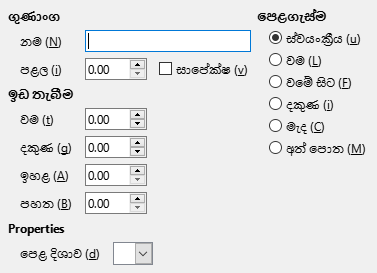 ගුණාංග
නම (N)
පළල (i) 0.00 සාපේක්ෂ (v)
ඉඩ තැබීම
වම (t) 0.00
දකුණ (g) 0.00
ඉහළ (A) 0.00
පහත (B) 0.00
Properties
පෙළ දිශාව (d)
පෙළගැස්ම
ස්වයංක්‍රීය (u)
වම (L)
වමේ සිට (F)
දකුණ (i)
මැද (C)
අත් පොත (M)